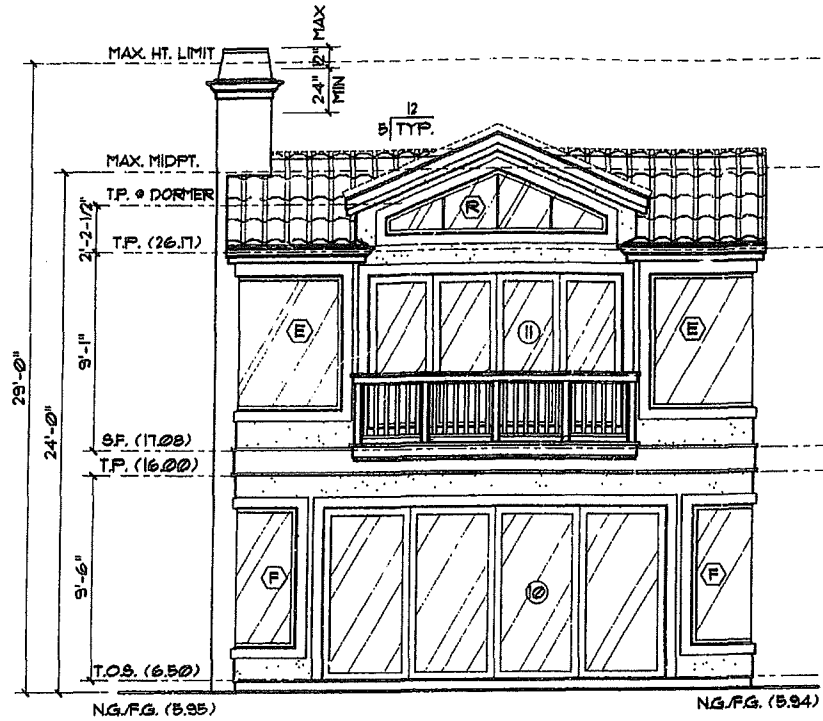 MAX. HT. LIMIT
12" MAX
24" MIN
12
5 TYP.
MAX. MIDPT.
T.P. @ DORMER
2'-2-1/2"
R
T.P. (26.17)
E
11
E
9'-1"
29'-0"
24'-0"
S.F. (17.08)
T.P. (16.00)
9'-6"
F
10
F
T.O.S. (6.50)
N.G./F.G. (5.95)
N.G./F.G. (5.94)